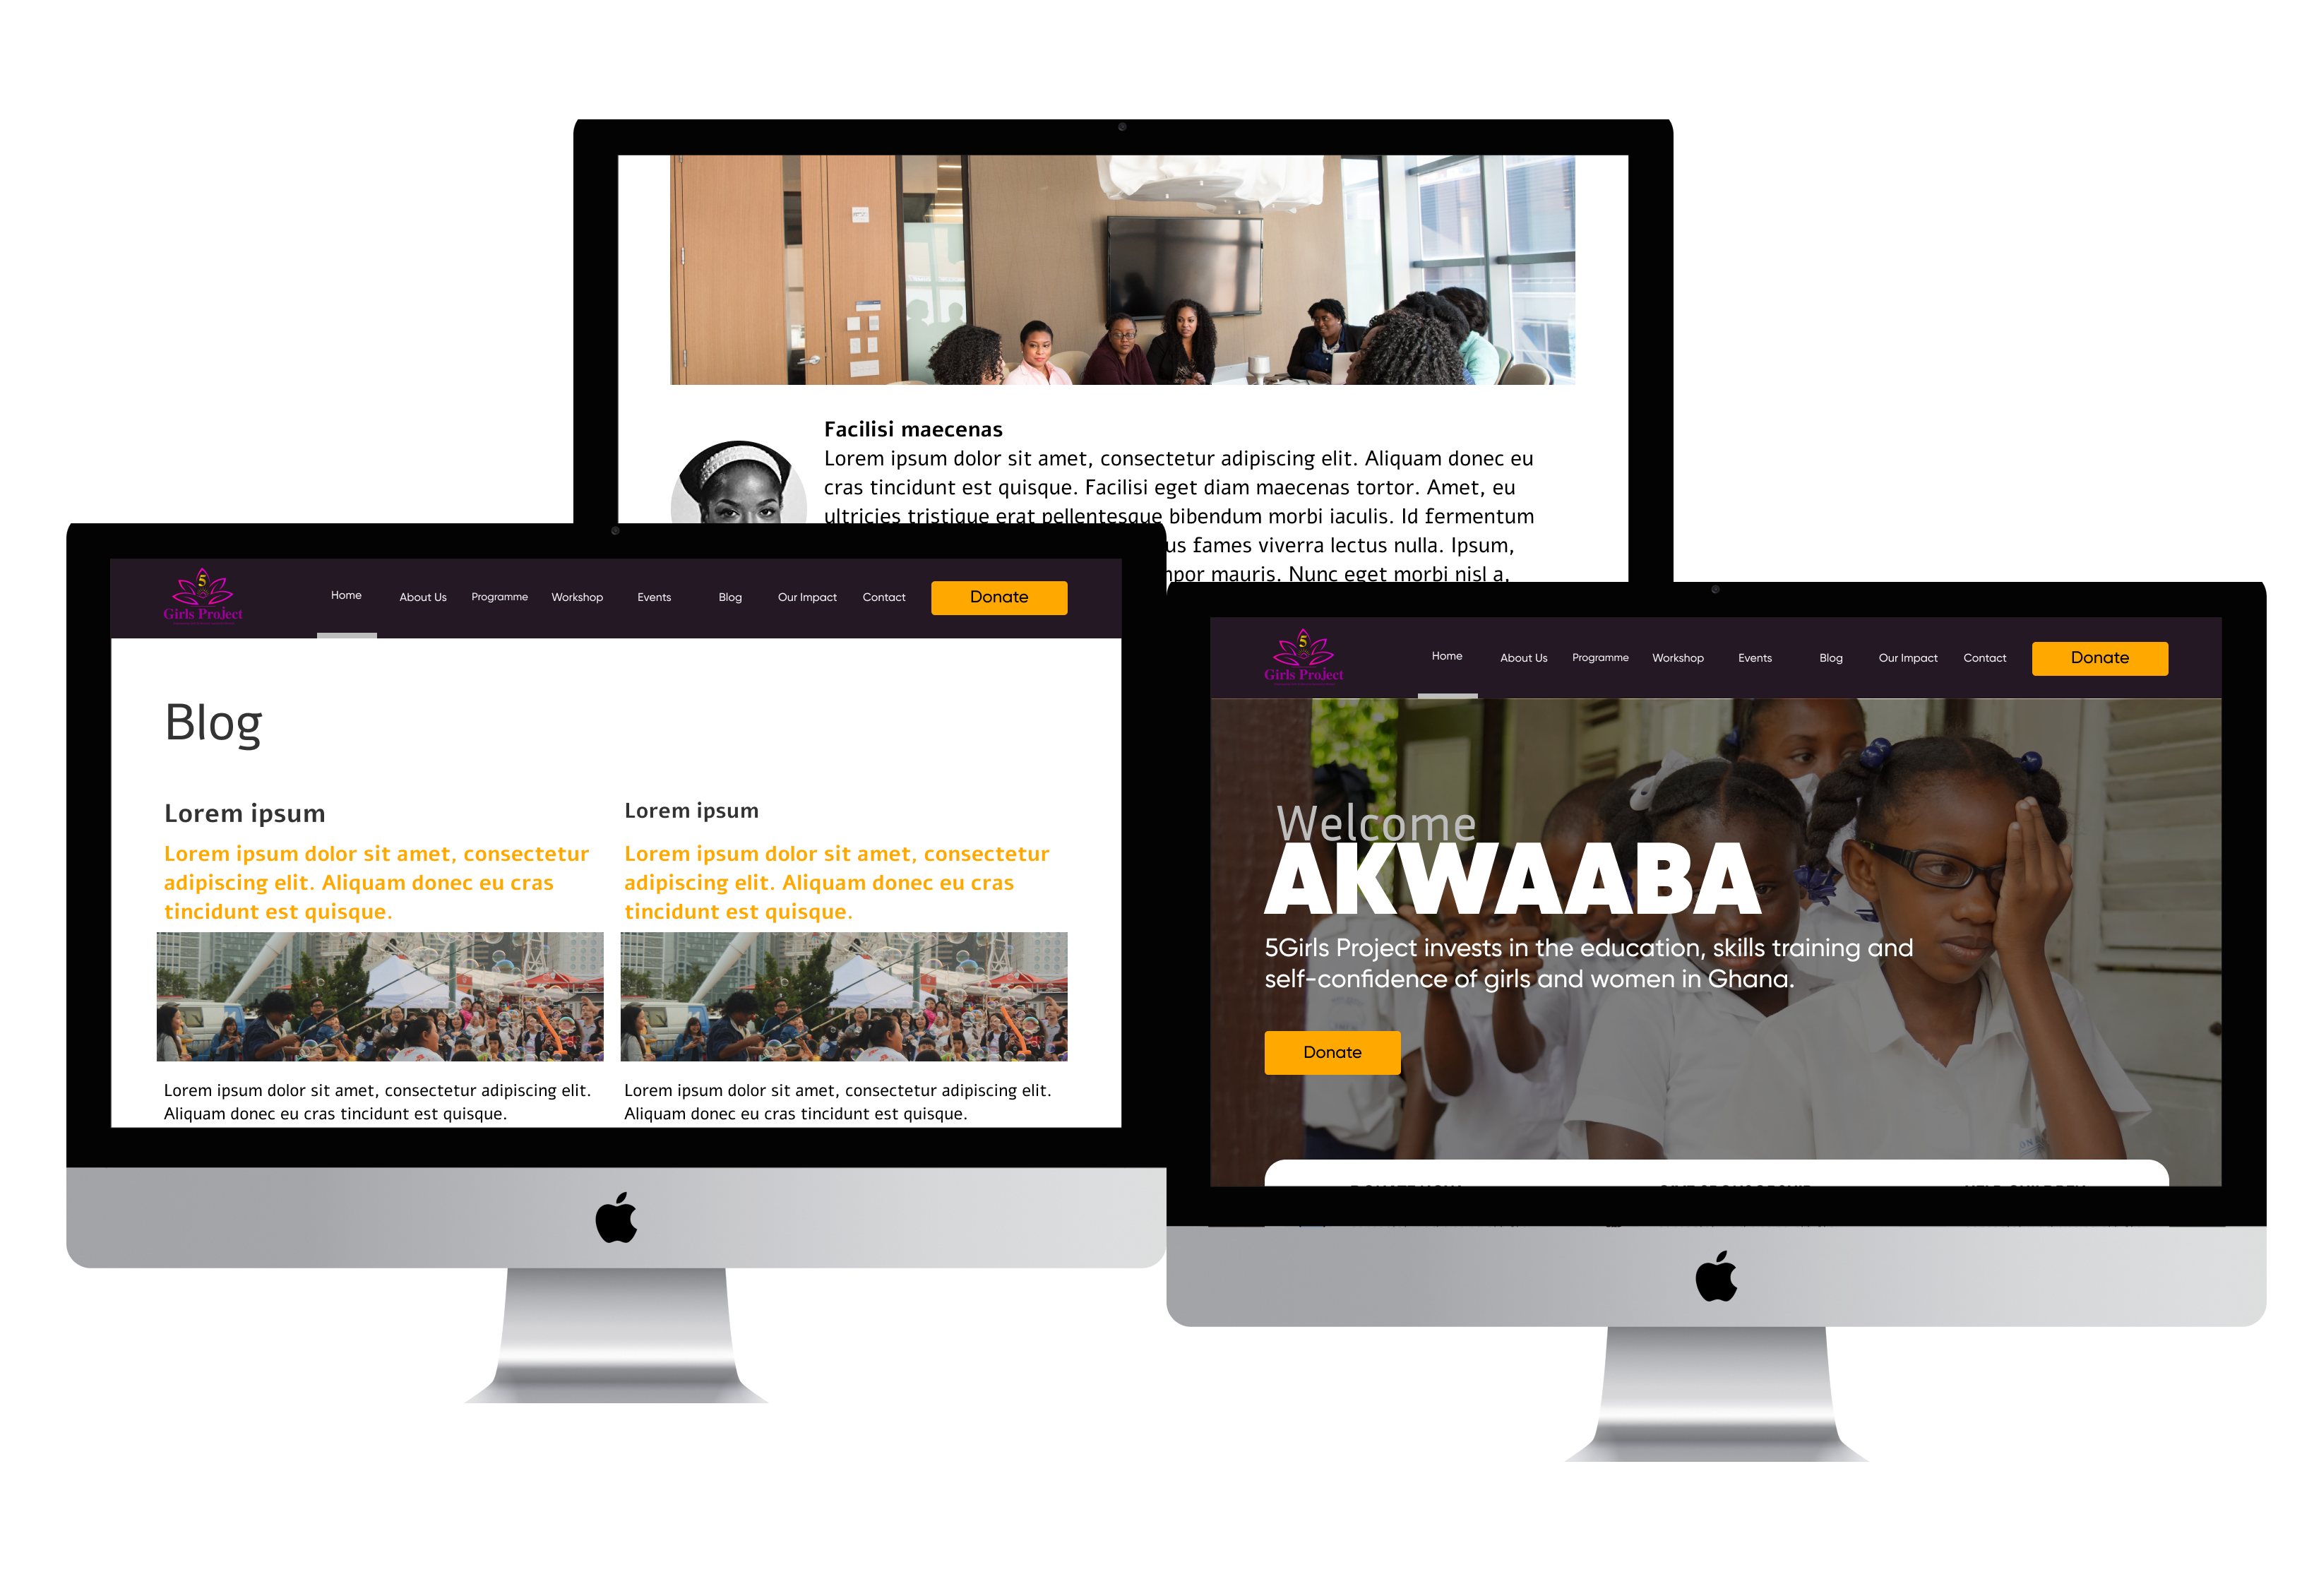 Facilisi maecenas
Lorem ipsum dolor sit amet, consectetur adipiscing elit. Aliquam donec eu
cras tincidunt est quisque. Facilisi eget diam maecenas tortor. Amet, eu
ultricies tristique erat pellentesque bibendum morbi iaculis. Id fermentum
fames viverra lectus nulla. Ipsum,
mauris. Nunc eget morbi nisl a,
5
Girls Project
Home
About Us
Programme
Workshop
Events
Blog
Our Impact
Contact
Donate
Blog
Lorem ipsum
Lorem ipsum dolor sit amet, consectetur
adipiscing elit. Aliquam donec eu cras
tincidunt est quisque.
Lorem ipsum dolor sit amet, consectetur adipiscing elit.
Aliquam donec eu cras tincidunt est quisque.
Lorem ipsum
Lorem ipsum dolor sit amet, consectetur
adipiscing elit. Aliquam donec eu cras
tincidunt est quisque.
Lorem ipsum dolor sit amet, consectetur adipiscing elit.
Aliquam donec eu cras tincidunt est quisque.
5
Girls Project
Home
About Us
Programme
Workshop
Events
Blog
Our Impact
Contact
Donate
Welcome
AKWAABA
5Girls Project invests in the education, skills training and
self-confidence of girls and women in Ghana.
Donate